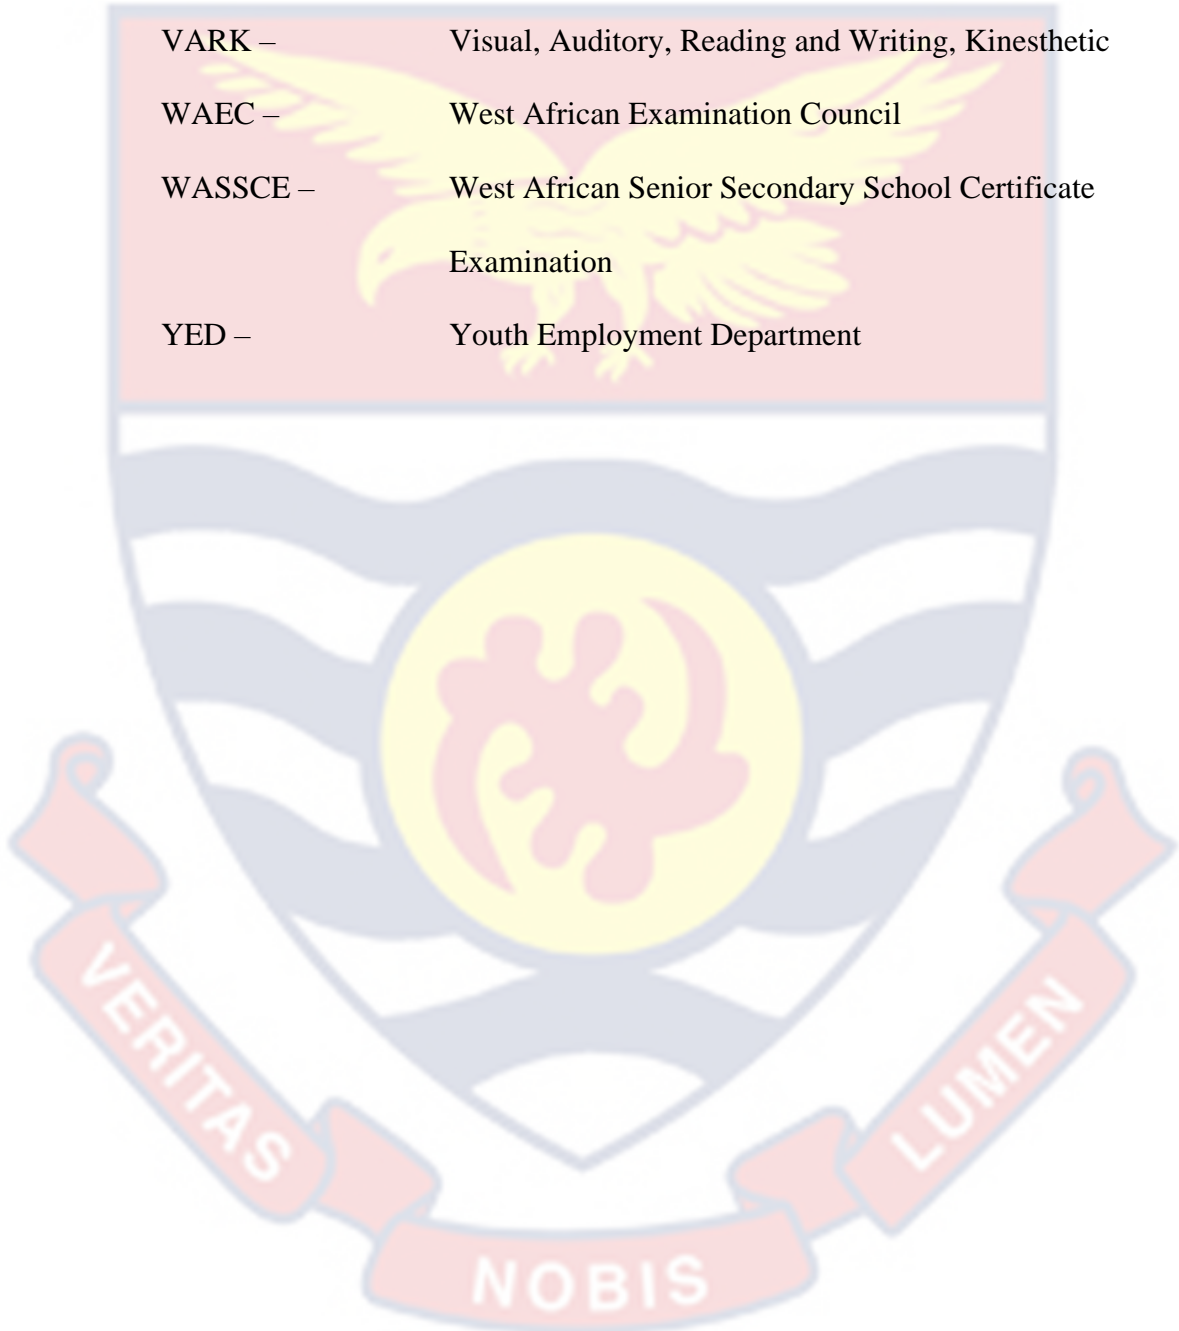 VARK – Visual, Auditory, Reading and Writing, Kinesthetic
WAEC – West African Examination Council
WASSCE – West African Senior Secondary School Certificate
Examination
YED – Youth Employment Department
VERITAS
NOBIS
LUMEN